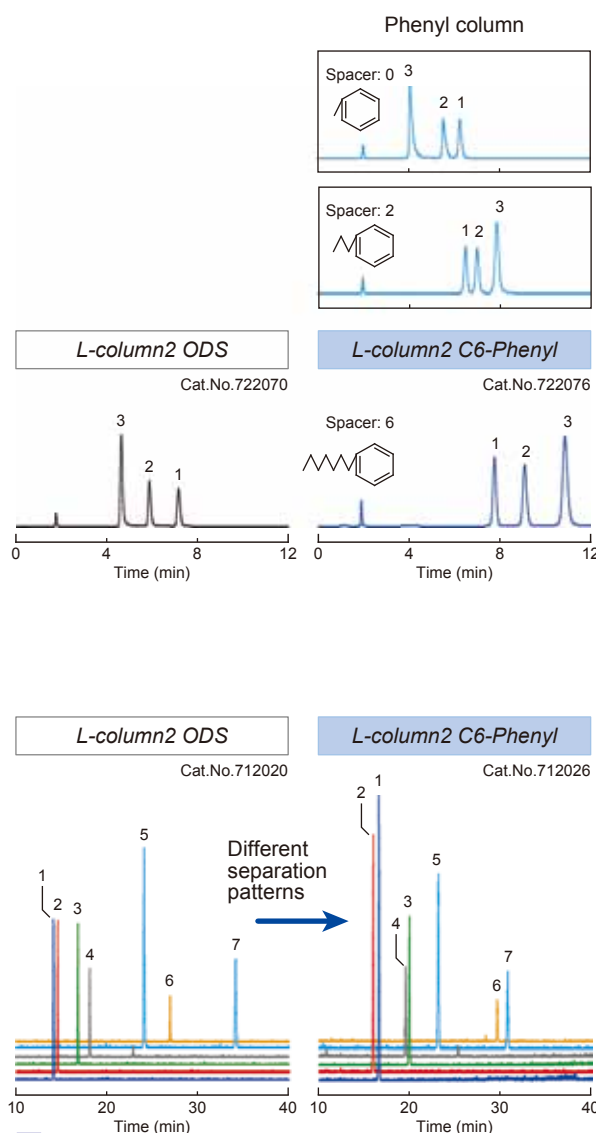 Phenyl column
Spacer: 0
3
2
1
Spacer: 2
1
2
3
L-column2 ODS
Cat.No.722070
3
2
1
0 4 8 12
Time (min)
L-column2 C6-Phenyl
Cat.No.722076
Spacer: 6
1
2
3
0 4 8 12
Time (min)
L-column2 ODS
Cat.No.712020
1
2
3
4
5
6
7
10 20 30 40
Time (min)
Different
separation
patterns
L-column2 C6-Phenyl
Cat.No.712026
2
1
4
3
5
6
7
10 20 30 40
Time (min)